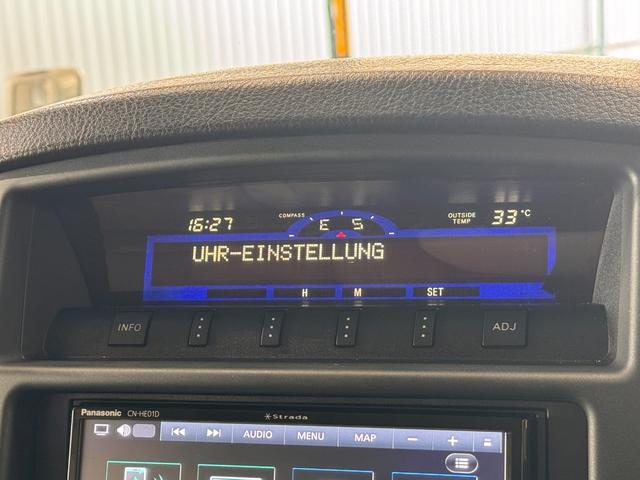 16:27
COMPASS
E S
OUTSIDE
TEMP
33°C
UHR-EINSTELLUNG
H M SET
INFO
ADJ
Panasonic CN-HE01D
Strada
AUDIO MENU MAP − +